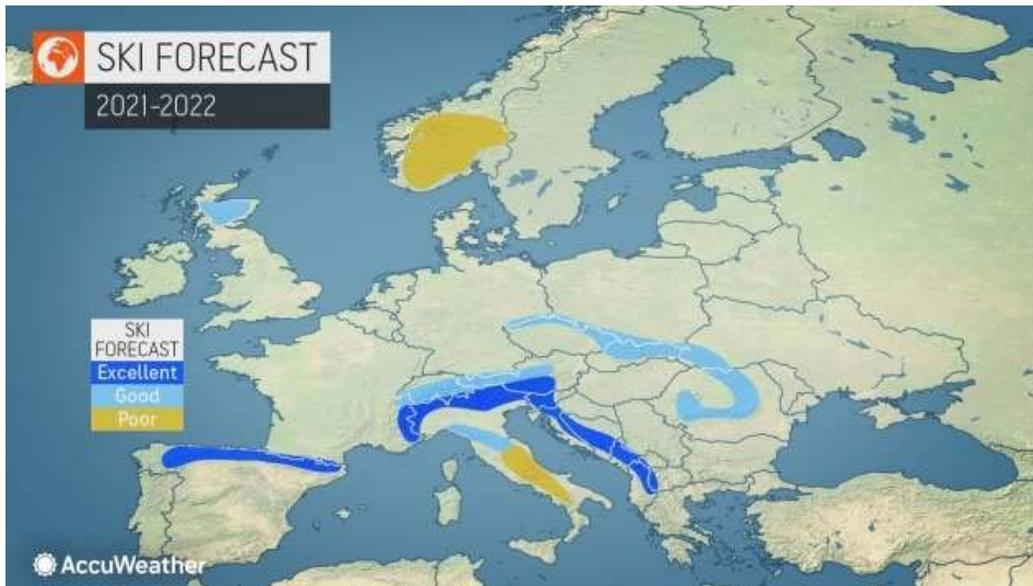 SKI FORECAST
2021-2022
SKI
FORECAST
Excellent
Good
Poor
AccuWeather